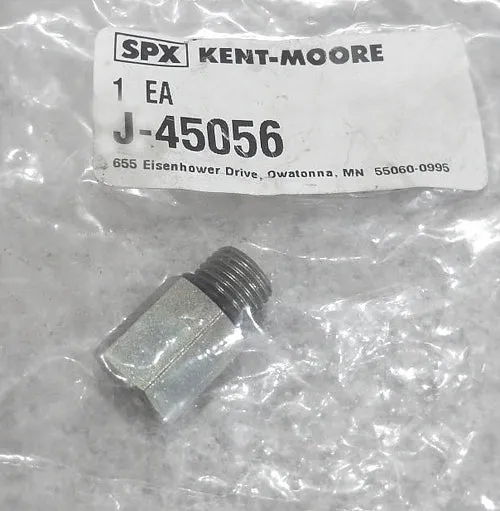 SPX KENT-MOORE
1 EA
J-45056
655 Eisenhower Drive, Owatonna, MN 55060-0995